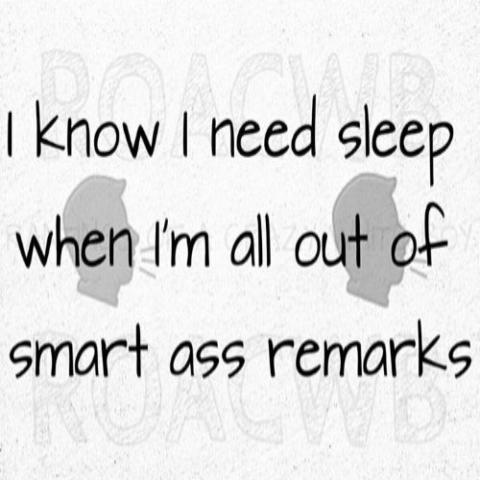 ROACWB
I know I need sleep
when I'm all out of
smart ass remarks
ROACWB